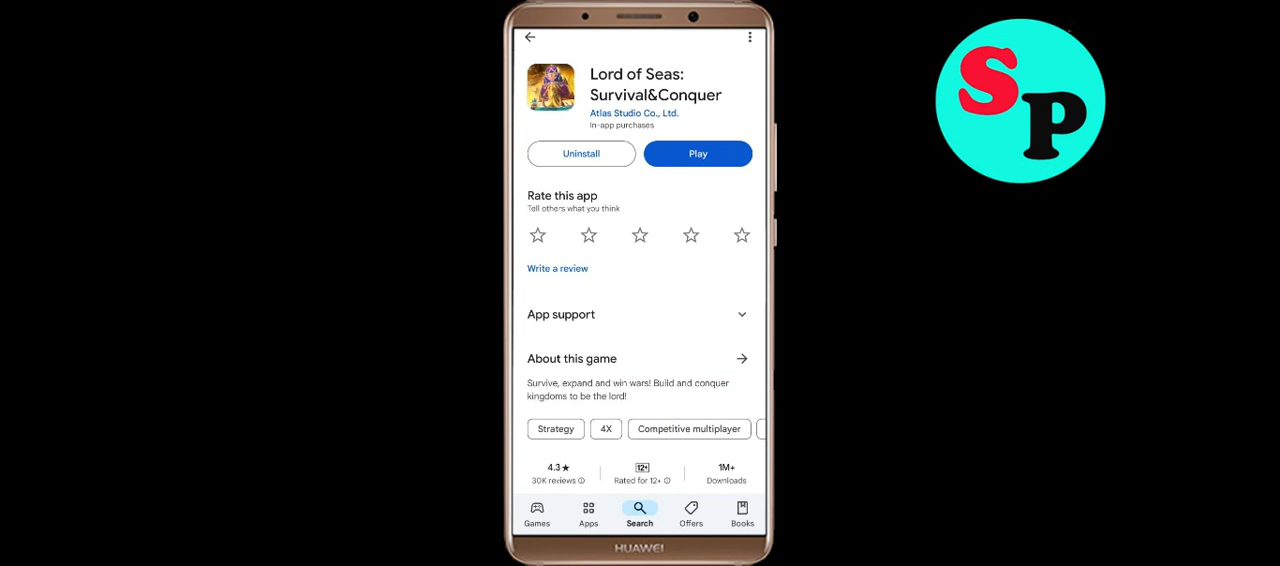 Lord of Seas:
Survival&Conquer
Atlas Studio Co., Ltd.
In-app purchases
Uninstall
Play
Rate this app
Tell others what you think
Write a review
App support
About this game
Survive, expand and win wars! Build and conquer
kingdoms to be the lord!
Strategy
4X
Competitive multiplayer
4.3★
12+
1M+
30K reviews
Rated for 12+
Downloads
Games
Apps
Search
Offers
Books
HUAWEI
SP